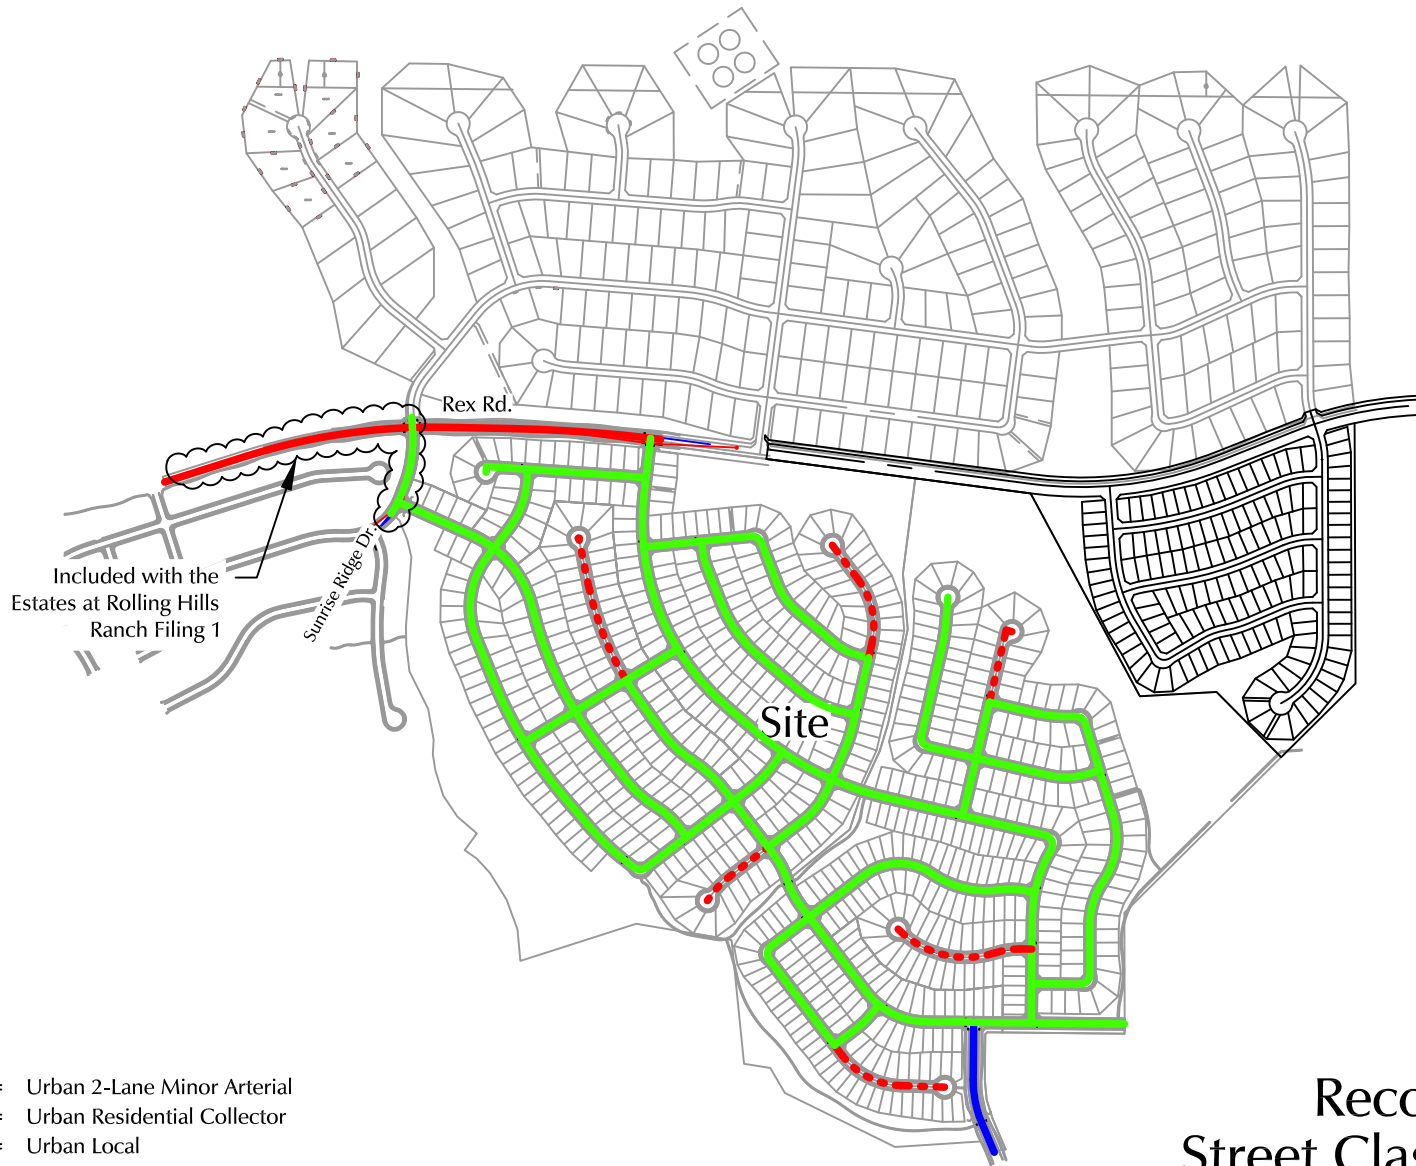 Rex Rd.
Included with the
Estates at Rolling Hills
Ranch Filing 1
Sunrise Ridge Dr.
Site
= Urban 2-Lane Minor Arterial
= Urban Residential Collector
= Urban Local
Reco
Street Clas